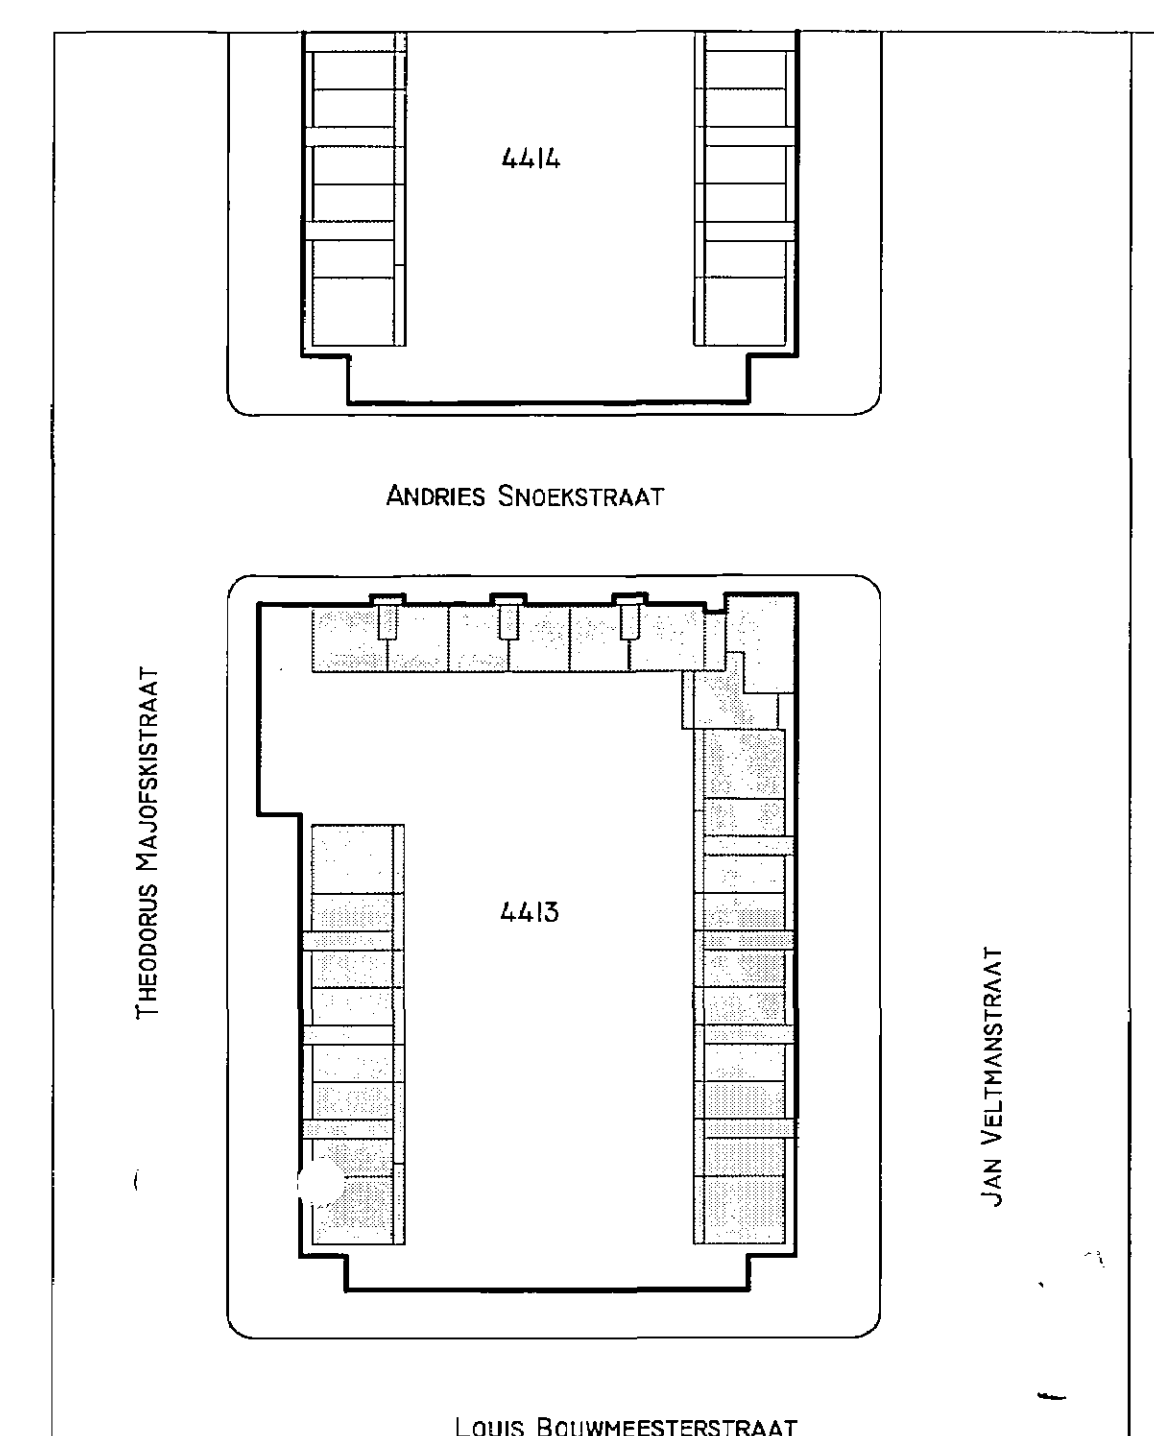 4414
ANDRIES SNOEKSTRAAT
THEODORUS MAJOFSKISTRAAT
4413
JAN VELTMANSTRAAT
LOUIS BOUWMEESTERSTRAAT